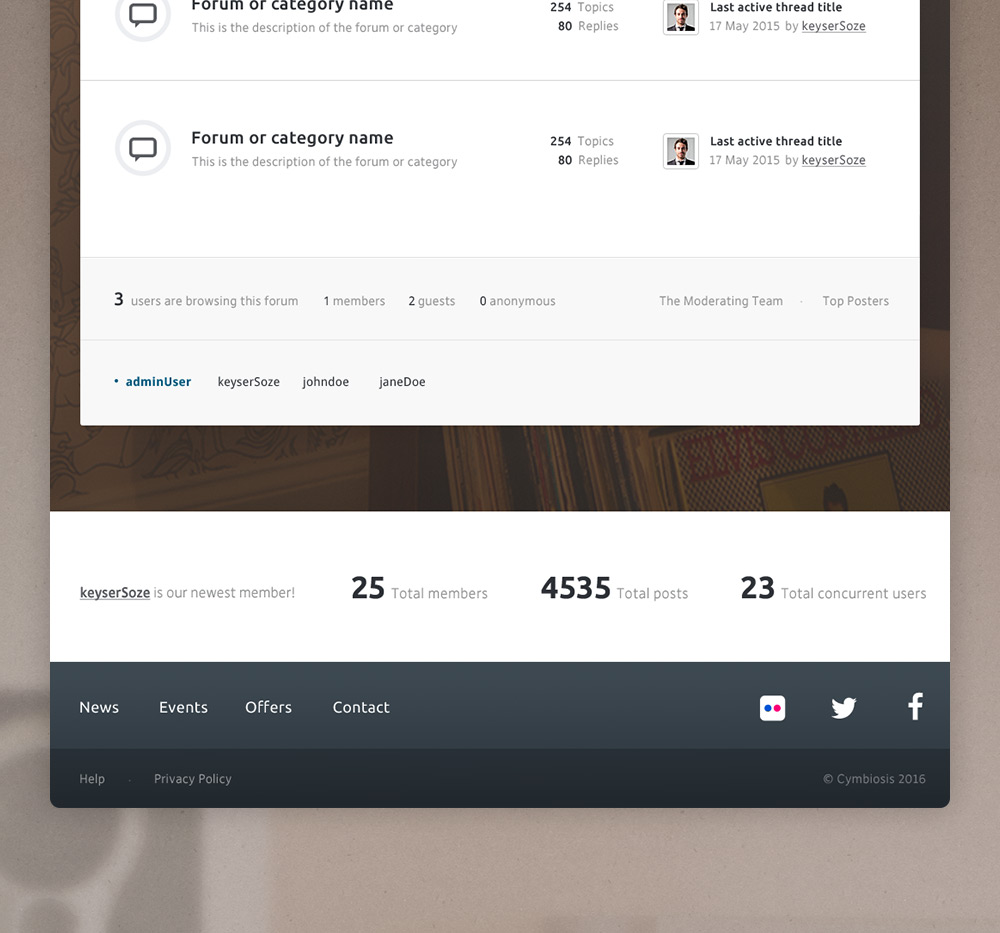 Forum or category name
This is the description of the forum or category
254 Topics
80 Replies
Last active thread title
17 May 2015 by keyserSoze
Forum or category name
This is the description of the forum or category
254 Topics
80 Replies
Last active thread title
17 May 2015 by keyserSoze
3 users are browsing this forum 1 members 2 guests 0 anonymous The Moderating Team · Top Posters
• adminUser keyserSoze johndoe janeDoe
keyserSoze is our newest member! 25 Total members 4535 Total posts 23 Total concurrent users
News Events Offers Contact
Help · Privacy Policy © Cymbiosis 2016